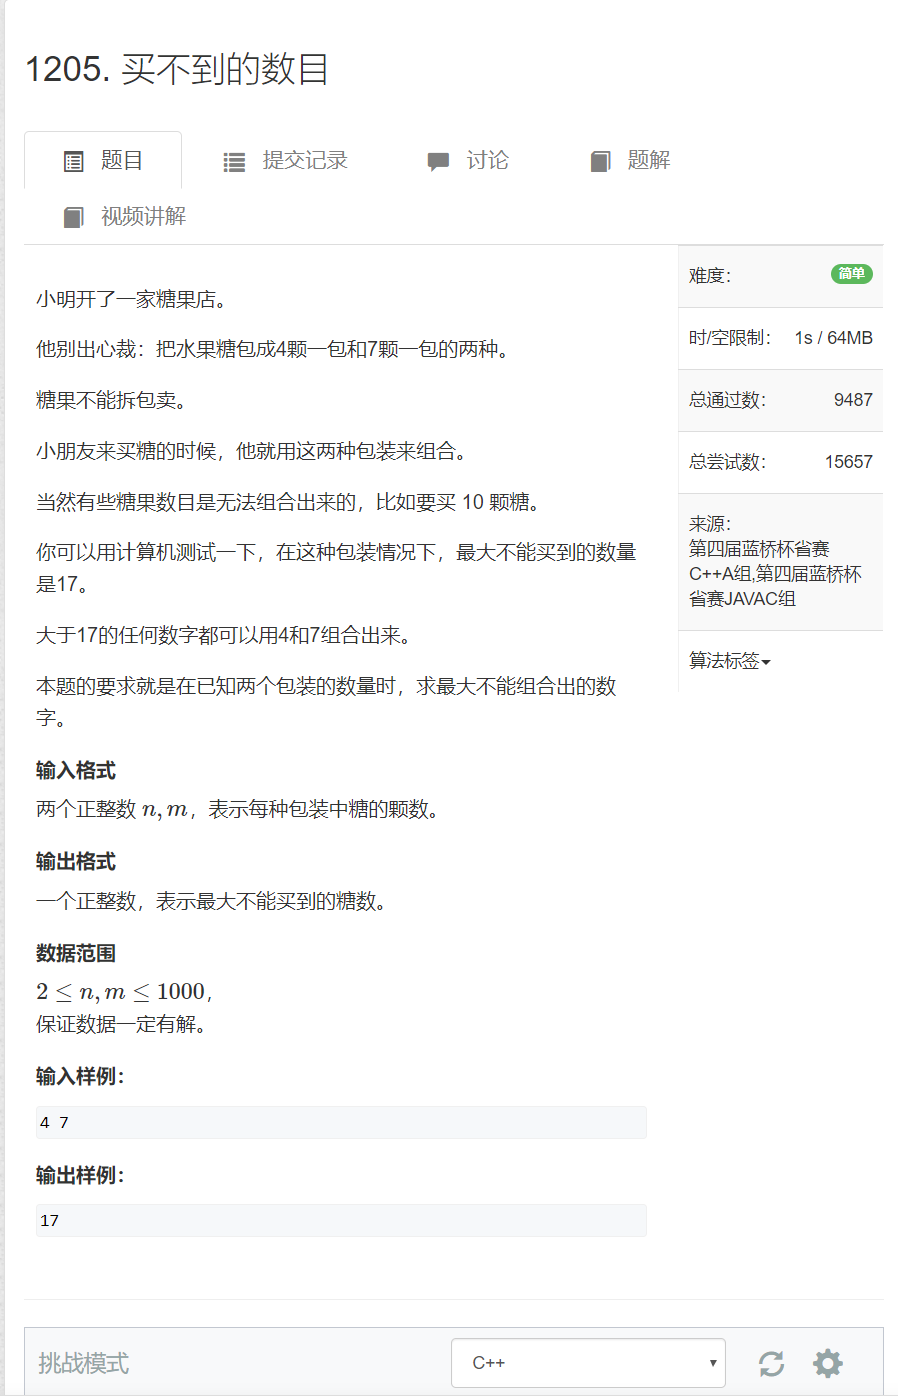 1205. 买不到的数目
题目 提交记录 讨论 题解
视频讲解
小明开了一家糖果店。
他别出心裁：把水果糖包成4颗一包和7颗一包的两种。
糖果不能拆包卖。
小朋友来买糖的时候，他就用这两种包装来组合。
当然有些糖果数目是无法组合出来的，比如要买 10 颗糖。
你可以用计算机测试一下，在这种包装情况下，最大不能买到的数量
是17。
大于17的任何数字都可以用4和7组合出来。
本题的要求就是在已知两个包装的数量时，求最大不能组合出的数
字。
输入格式
两个正整数 n, m，表示每种包装中糖的颗数。
输出格式
一个正整数，表示最大不能买到的糖数。
数据范围
2 ≤ n, m ≤ 1000，
保证数据一定有解。
输入样例：
4 7
输出样例：
17
难度： 简单
时/空限制： 1s / 64MB
总通过数： 9487
总尝试数： 15657
来源：
第四届蓝桥杯省赛
C++A组,第四届蓝桥杯
省赛JAVAC组
算法标签
挑战模式 C++